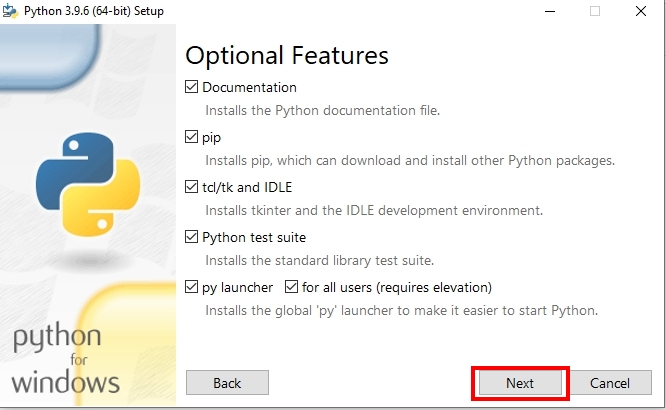 Python 3.9.6 (64-bit) Setup
Optional Features
Documentation
Installs the Python documentation file.
pip
Installs pip, which can download and install other Python packages.
tcl/tk and IDLE
Installs tkinter and the IDLE development environment.
Python test suite
Installs the standard library test suite.
py launcher for all users (requires elevation)
Installs the global 'py' launcher to make it easier to start Python.
python
for
windows
Back Next Cancel